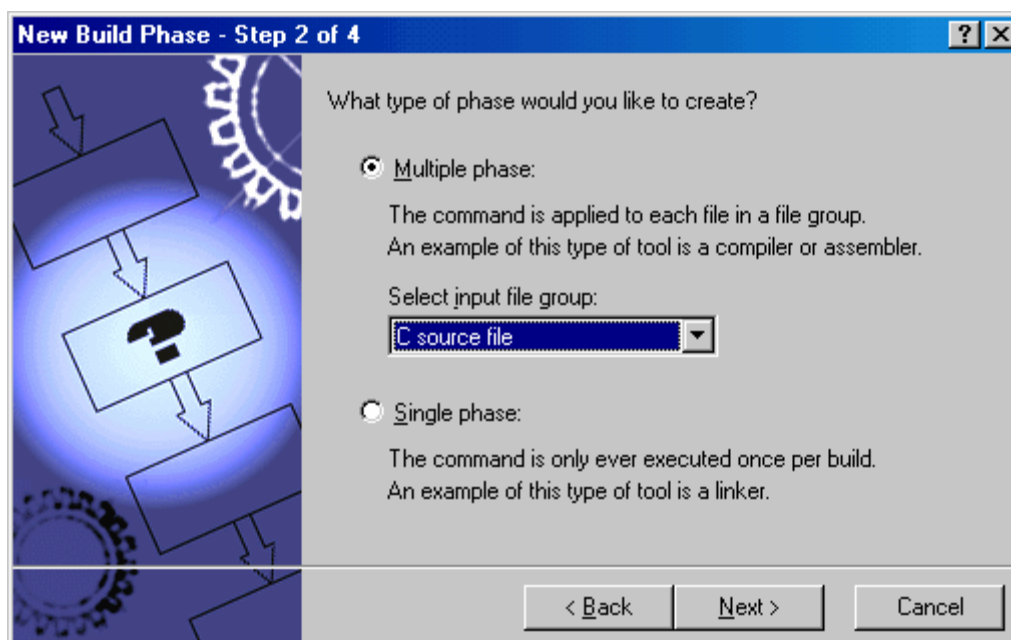 New Build Phase - Step 2 of 4
What type of phase would you like to create?
Multiple phase:
The command is applied to each file in a file group.
An example of this type of tool is a compiler or assembler.
Select input file group:
C source file
Single phase:
The command is only ever executed once per build.
An example of this type of tool is a linker.
< Back
Next >
Cancel